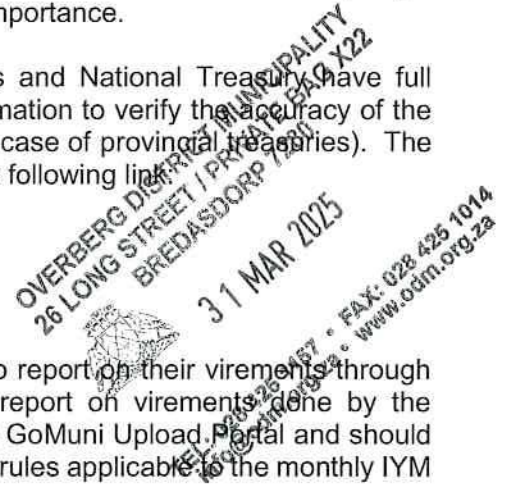 mportance.
s and National Treasury have full
mation to verify the accuracy of the
case of provincial treasuries). The
following link
OVERBERG DISTRICT MUNICIPALITY
26 LONG STREET / PRIVATE BAG X22
BREDASDORP 7280
31 MAR 2025
FAX: 028 425 1014
www.odm.org.za
o report on their virements through
report on virements done by the
GoMuni Upload Portal and should
rules applicable to the monthly IYM